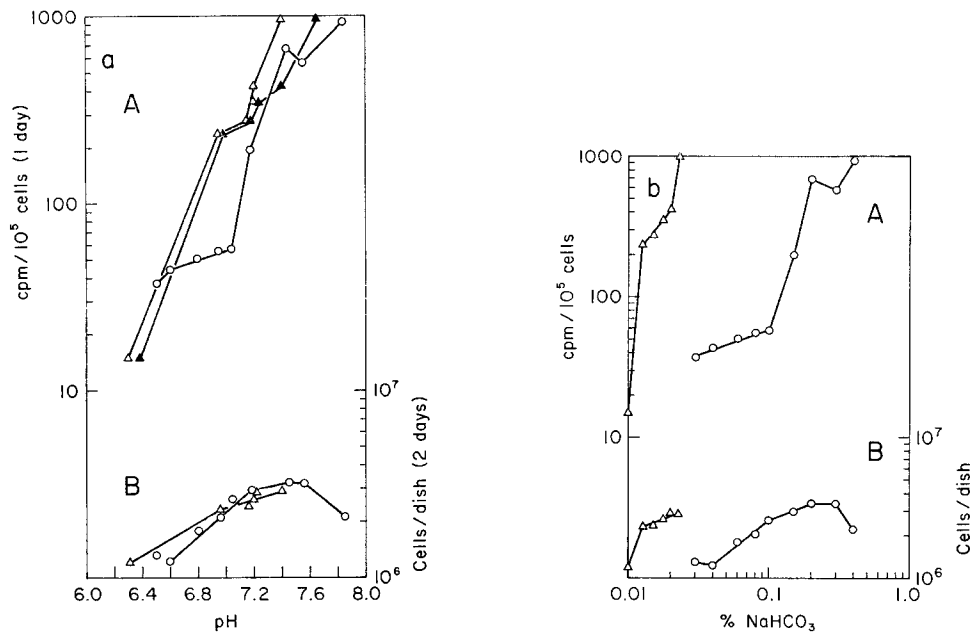 a
A
B
1000
100
10
cpm/10⁵ cells (1 day)
10⁷
10⁶
Cells/dish (2 days)
6.0 6.4 6.8 7.2 7.6 8.0
pH
b
A
B
1000
100
10
cpm/10⁵ cells
10⁷
10⁶
Cells/dish
0.01 0.1 1.0
% NaHCO₃